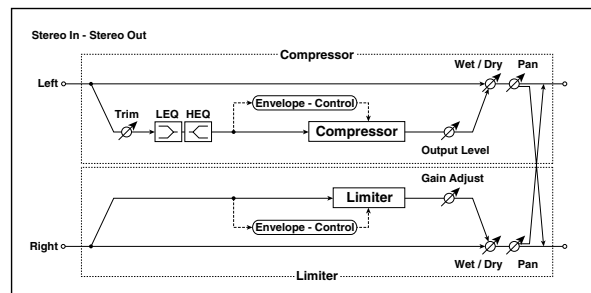 Stereo In - Stereo Out
Compressor
Wet / Dry
Pan
Left
Trim
LEQ
HEQ
Envelope - Control
Compressor
Output Level
Gain Adjust
Limiter
Envelope - Control
Right
Wet / Dry
Pan
Limiter